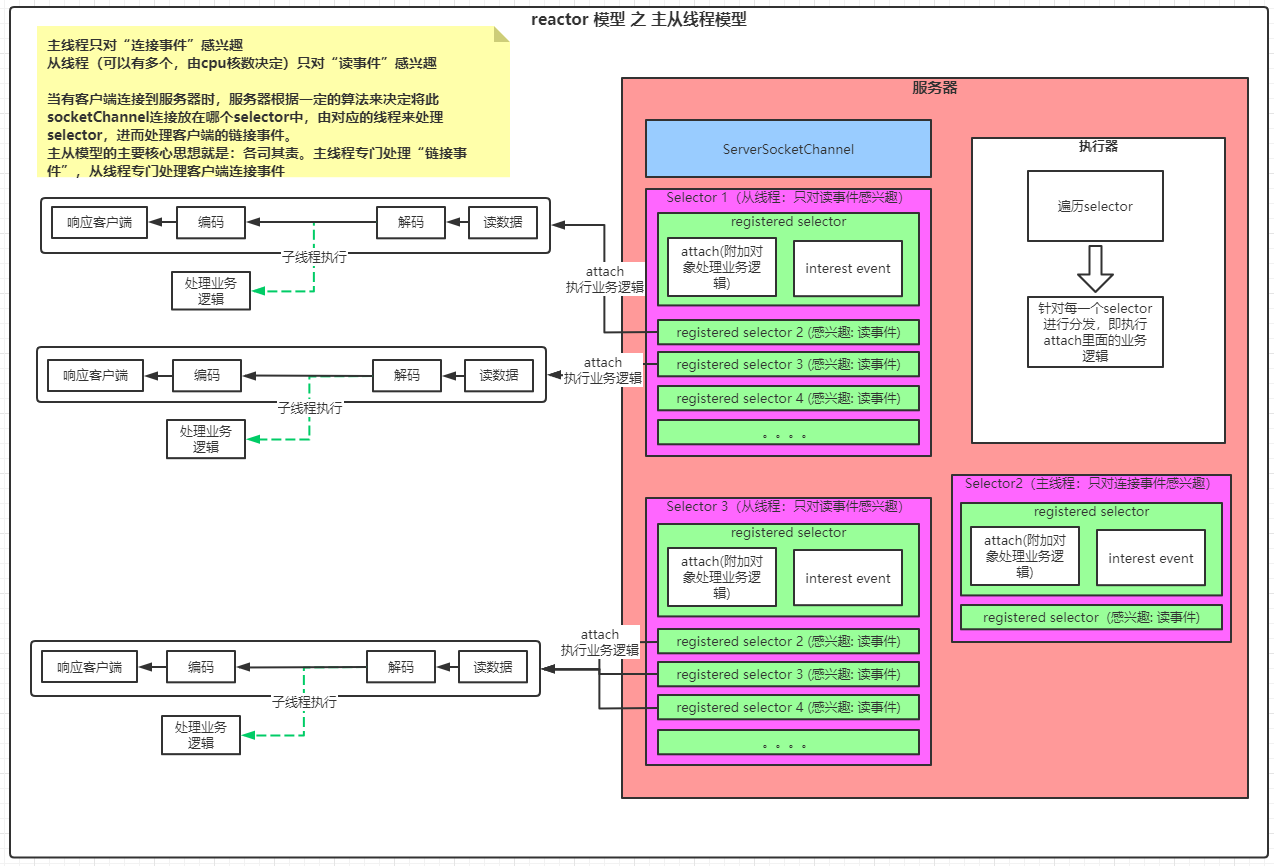 reactor 模型 之 主从线程模型
主线程只对“连接事件”感兴趣
从线程（可以有多个，由cpu核数决定）只对“读事件”感兴趣
当有客户端连接到服务器时，服务器根据一定的算法来决定将此
socketChannel连接放在哪个selector中，由对应的线程来处理
selector，进而处理客户端的链接事件。
主从模型的主要核心思想就是：各司其责。主线程专门处理“链接事
件”，从线程专门处理客户端连接事件
服务器
ServerSocketChannel
执行器
遍历selector
针对每一个selector
进行分发，即执行
attach里面的业务
逻辑
Selector 1（从线程：只对读事件感兴趣）
registered selector
attach(附加对
象处理业务逻
辑)
interest event
registered selector 2 (感兴趣: 读事件)
registered selector 3 (感兴趣: 读事件)
registered selector 4 (感兴趣: 读事件)
。。。。
响应客户端
编码
解码
读数据
子线程执行
处理业务
逻辑
attach
执行业务逻辑
响应客户端
编码
解码
读数据
子线程执行
处理业务
逻辑
attach
执行业务逻辑
Selector2（主线程：只对连接事件感兴趣）
registered selector
attach(附加对
象处理业务逻
辑)
interest event
registered selector（感兴趣: 读事件)
Selector 3（从线程：只对读事件感兴趣）
registered selector
attach(附加对
象处理业务逻
辑)
interest event
registered selector 2 (感兴趣: 读事件)
registered selector 3 (感兴趣: 读事件)
registered selector 4 (感兴趣: 读事件)
。。。。
attach
执行业务逻辑
响应客户端
编码
解码
读数据
子线程执行
处理业务
逻辑